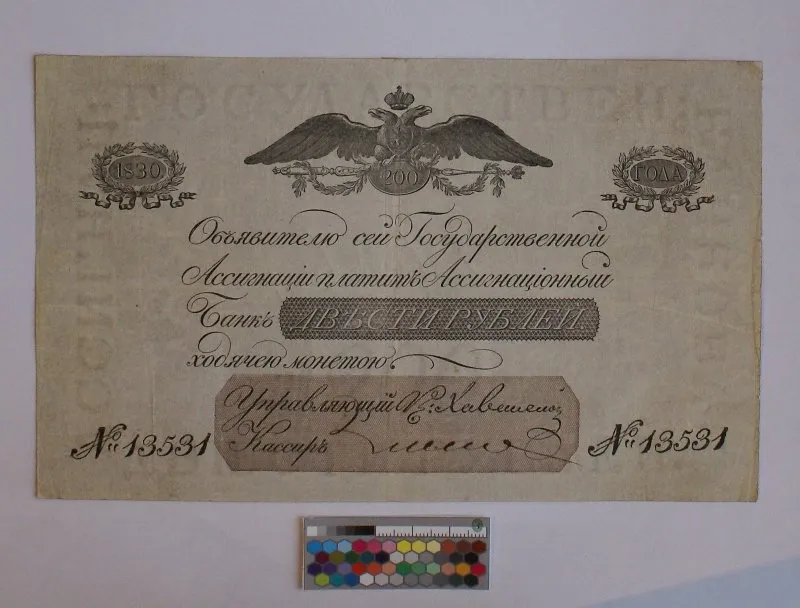 1830
200
ГОДА
Объявителю сей Государственной
Ассигнаціи платитъ Ассигнаціонный
Банкъ ДВѢСТИ РУБЛЕЙ
ходячею монетою.
Управляющій
Кассиръ
№ 13531
№ 13531